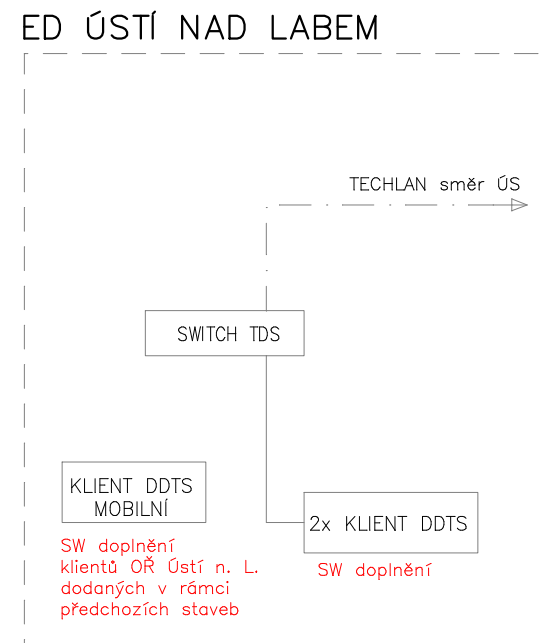 ED ÚSTÍ NAD LABEM
TECHLAN směr ÚS
SWITCH TDS
KLIENT DDTS
MOBILNÍ
2x KLIENT DDTS
SW doplnění
klientů OŘ Ústí n. L.
dodaných v rámci
předchozích staveb
SW doplnění